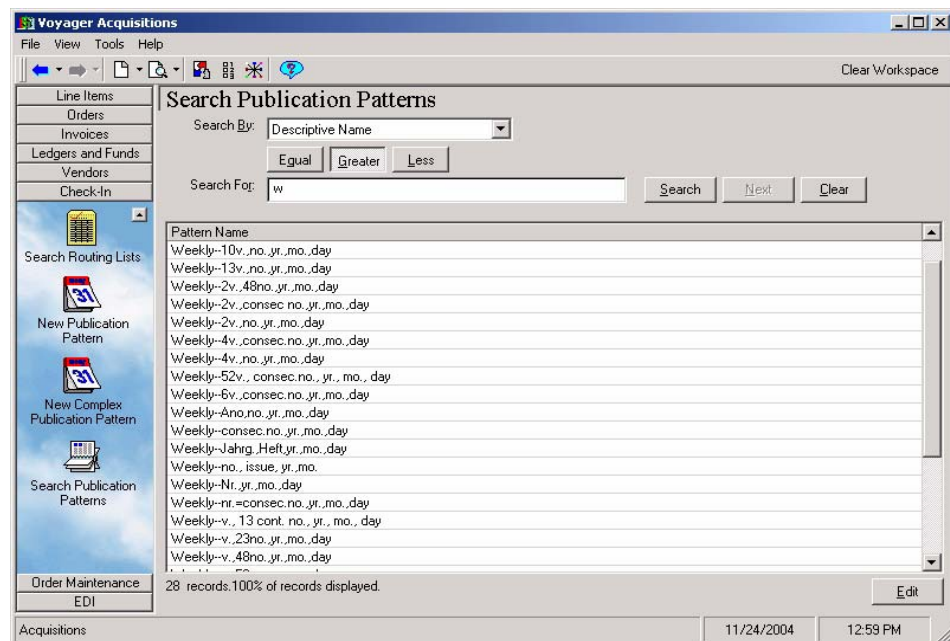 Voyager Acquisitions
File View Tools Help
Clear Workspace
Line Items
Orders
Invoices
Ledgers and Funds
Vendors
Check-In
Search Routing Lists
31
New Publication
Pattern
31
New Complex
Publication Pattern
Search Publication
Patterns
Order Maintenance
EDI
Search Publication Patterns
Search By: Descriptive Name
Equal Greater Less
Search For: w
Search Next Clear
Pattern Name
Weekly--10v.,no.,yr.,mo.,day
Weekly--13v.,no.,yr.,mo.,day
Weekly--2v.,48no.,yr.,mo.,day
Weekly--2v.,consec no.,yr.,mo.,day
Weekly--2v.,no.,yr.,mo.,day
Weekly--4v.,consec.no.,yr.,mo.,day
Weekly--4v.,no.,yr.,mo.,day
Weekly--52v., consec.no., yr., mo., day
Weekly--6v.,consec.no.,yr.,mo.,day
Weekly--Ano,no.,yr.,mo.,day
Weekly--consec.no.,yr.,mo.,day
Weekly--Jahrg.,Heft,yr.,mo.,day
Weekly--no., issue, yr.,mo.
Weekly--Nr.,yr.,mo.,day
Weekly--nr.=consec.no.,yr.,mo.,day
Weekly--v., 13 cont. no., yr., mo., day
Weekly--v.,23no.,yr.,mo.,day
Weekly--v.,48no.,yr.,mo.,day
28 records.100% of records displayed.
Edit
Acquisitions
11/24/2004
12:59 PM